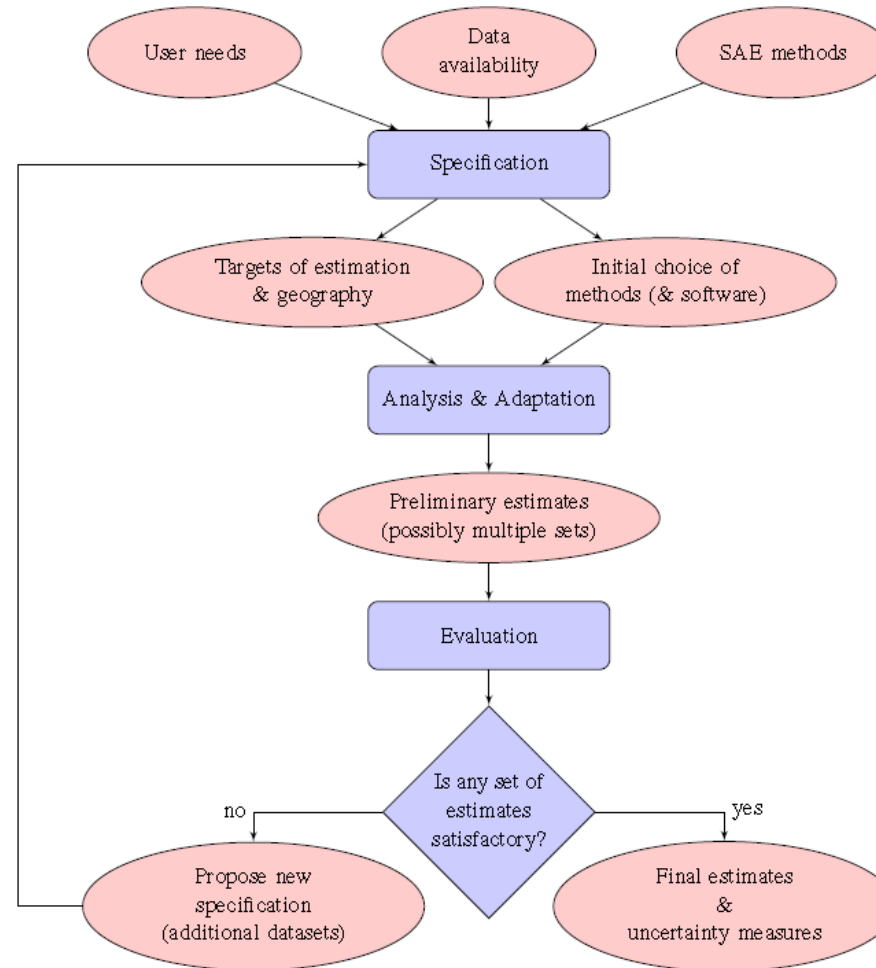 User needs
Data
availability
SAE methods
Specification
Targets of estimation
& geography
Initial choice of
methods (& software)
Analysis & Adaptation
Preliminary estimates
(possibly multiple sets)
Evaluation
Is any set of
estimates
satisfactory?
no
yes
Propose new
specification
(additional datasets)
Final estimates
&
uncertainty measures